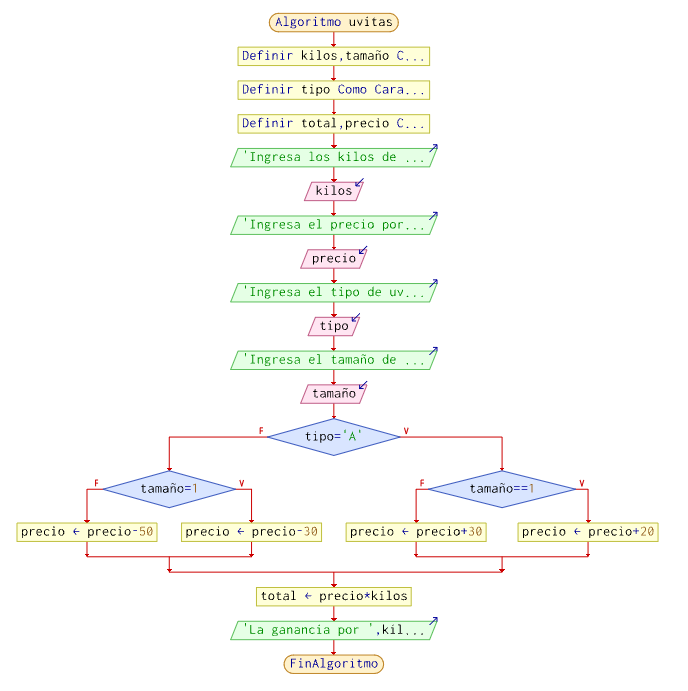 Algoritmo uvitas
Definir kilos,tamaño C...
Definir tipo Como Cara...
Definir total,precio C...
'Ingresa los kilos de ...
kilos
'Ingresa el precio por...
precio
'Ingresa el tipo de uv...
tipo
'Ingresa el tamaño de ...
tamaño
F tipo='A' V
F tamaño=1 V F tamaño==1 V
precio ← precio-50 precio ← precio-30 precio ← precio+30 precio ← precio+20
total ← precio*kilos
'La ganancia por ',kil...
FinAlgoritmo